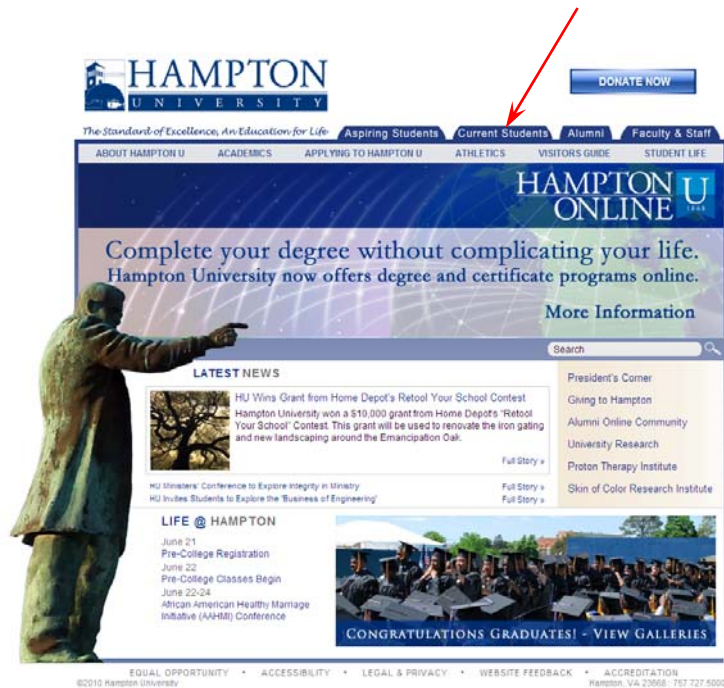 HAMPTON
UNIVERSITY
DONATE NOW
The Standard of Excellence, An Education for Life
Aspiring Students Current Students Alumni Faculty & Staff
ABOUT HAMPTON U ACADEMICS APPLYING TO HAMPTON U ATHLETICS VISITORS GUIDE STUDENT LIFE
HAMPTON U
ONLINE 1868
Complete your degree without complicating your life.
Hampton University now offers degree and certificate programs online.
More Information
Search
LATEST NEWS
HU Wins Grant from Home Depot's Retool Your School Contest
Hampton University won a $10,000 grant from Home Depot's "Retool
Your School" Contest. This grant will be used to renovate the iron gating
and new landscaping around the Emancipation Oak.
Full Story »
HU Ministers' Conference to Explore Integrity in Ministry Full Story »
HU Invites Students to Explore the 'Business of Engineering' Full Story »
President's Corner
Giving to Hampton
Alumni Online Community
University Research
Proton Therapy Institute
Skin of Color Research Institute
LIFE @ HAMPTON
June 21
Pre-College Registration
June 22
Pre-College Classes Begin
June 22-24
African American Healthy Marriage
Initiative (AAHMI) Conference
CONGRATULATIONS GRADUATES! - VIEW GALLERIES
EQUAL OPPORTUNITY • ACCESSIBILITY • LEGAL & PRIVACY • WEBSITE FEEDBACK • ACCREDITATION
©2010 Hampton University Hampton, VA 23668 : 757.727.5000